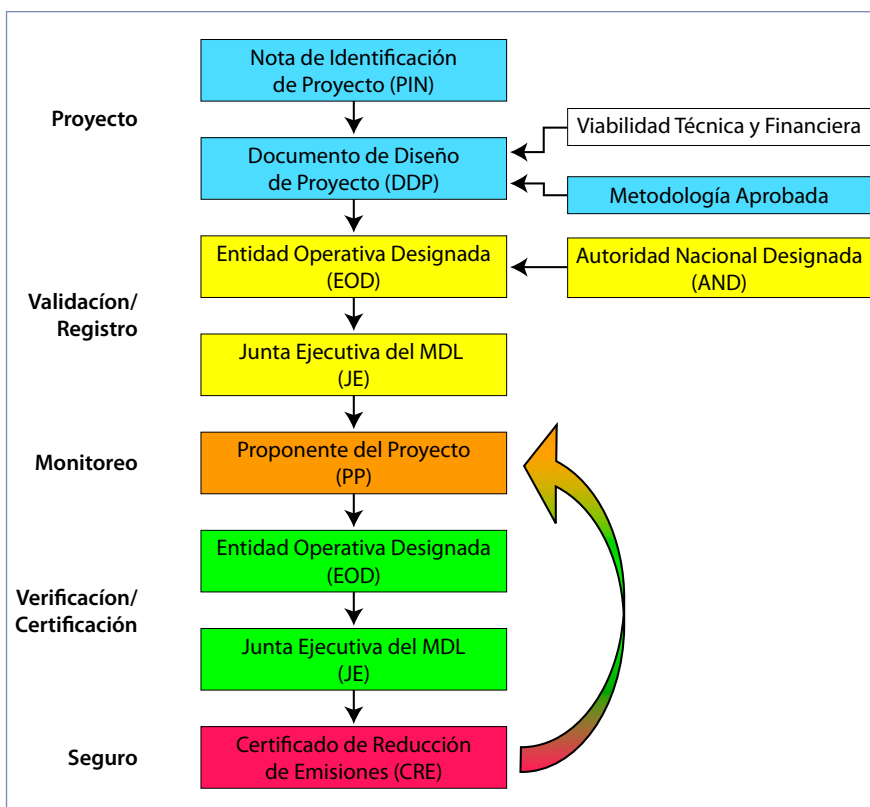 Nota de Identificación
de Proyecto (PIN)
Proyecto
Viabilidad Técnica y Financiera
Documento de Diseño
de Proyecto (DDP)
Metodología Aprobada
Entidad Operativa Designada
(EOD)
Autoridad Nacional Designada
(AND)
Validacíon/
Registro
Junta Ejecutiva del MDL
(JE)
Monitoreo
Proponente del Proyecto
(PP)
Entidad Operativa Designada
(EOD)
Verificacíon/
Certificación
Junta Ejecutiva del MDL
(JE)
Seguro
Certificado de Reducción
de Emisiones (CRE)